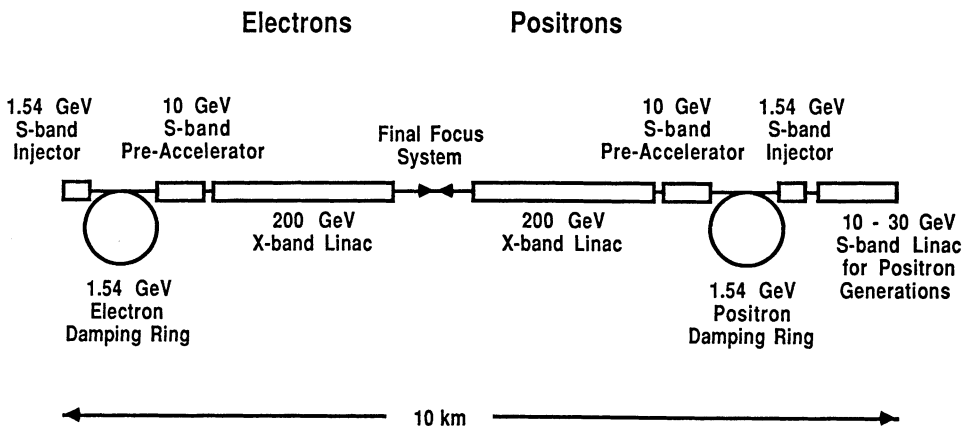 Electrons
Positrons
1.54 GeV
S-band
Injector
10 GeV
S-band
Pre-Accelerator
Final Focus
System
10 GeV
S-band
Pre-Accelerator
1.54 GeV
S-band
Injector
200 GeV
X-band Linac
200 GeV
X-band Linac
10 - 30 GeV
S-band Linac
for Positron
Generations
1.54 GeV
Electron
Damping Ring
1.54 GeV
Positron
Damping Ring
10 km